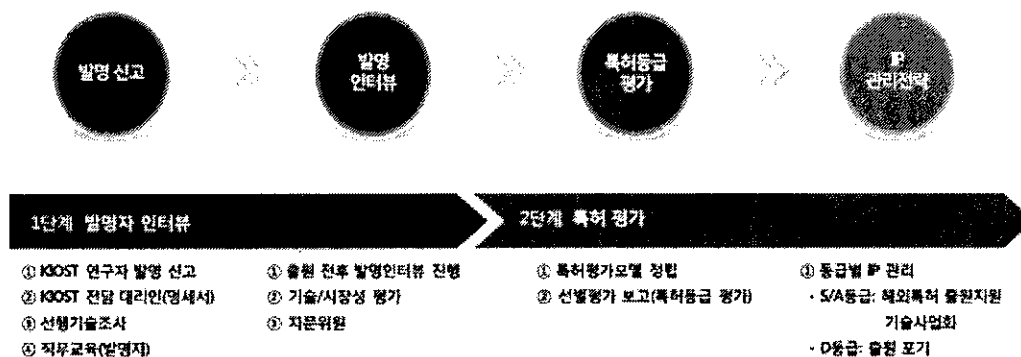 발명 신고
발명
인터뷰
특허등급
평가
IP
관리전략
1단계 발명자 인터뷰
2단계 특허 평가
① KIOST 연구자 발명 신고
② KIOST 전담 대리인(명세서)
③ 선행기술조사
④ 직무교육(발명자)
① 출원 전후 발명인터뷰 진행
② 기술/시장성 평가
③ 자문위원
① 특허평가모델 정립
② 선별평가 보고(특허등급 평가)
① 등급별 IP 관리
· S/A등급: 해외특허 출원지원
기술사업화
· D등급: 출원 포기